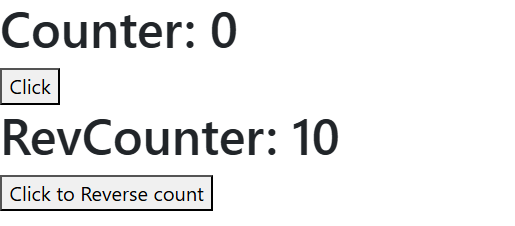 Counter: 0
Click
RevCounter: 10
Click to Reverse count